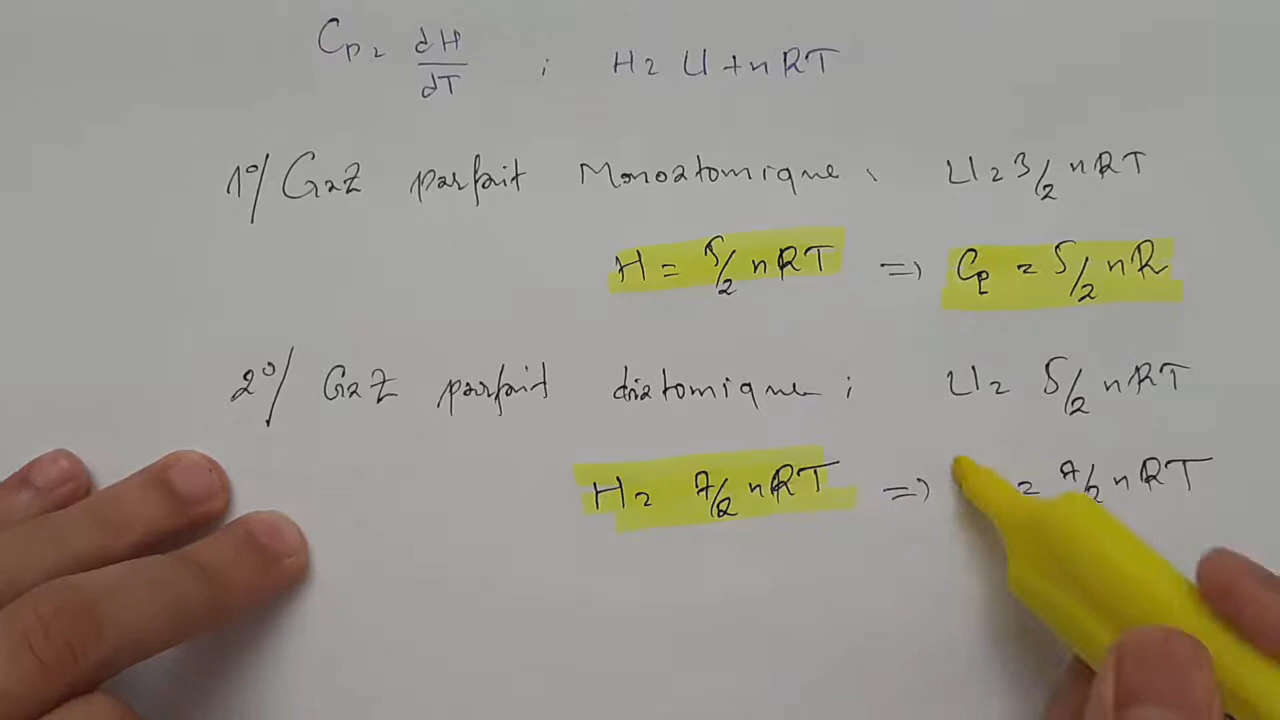 Cp = dH/dT ; H = U + nRT
1°/ Gaz parfait Monoatomique : U = 3/2 nRT
H = 5/2 nRT => Cp = 5/2 nR
2°/ Gaz parfait diatomique : U = 5/2 nRT
H = 7/2 nRT => = 7/2 nRT